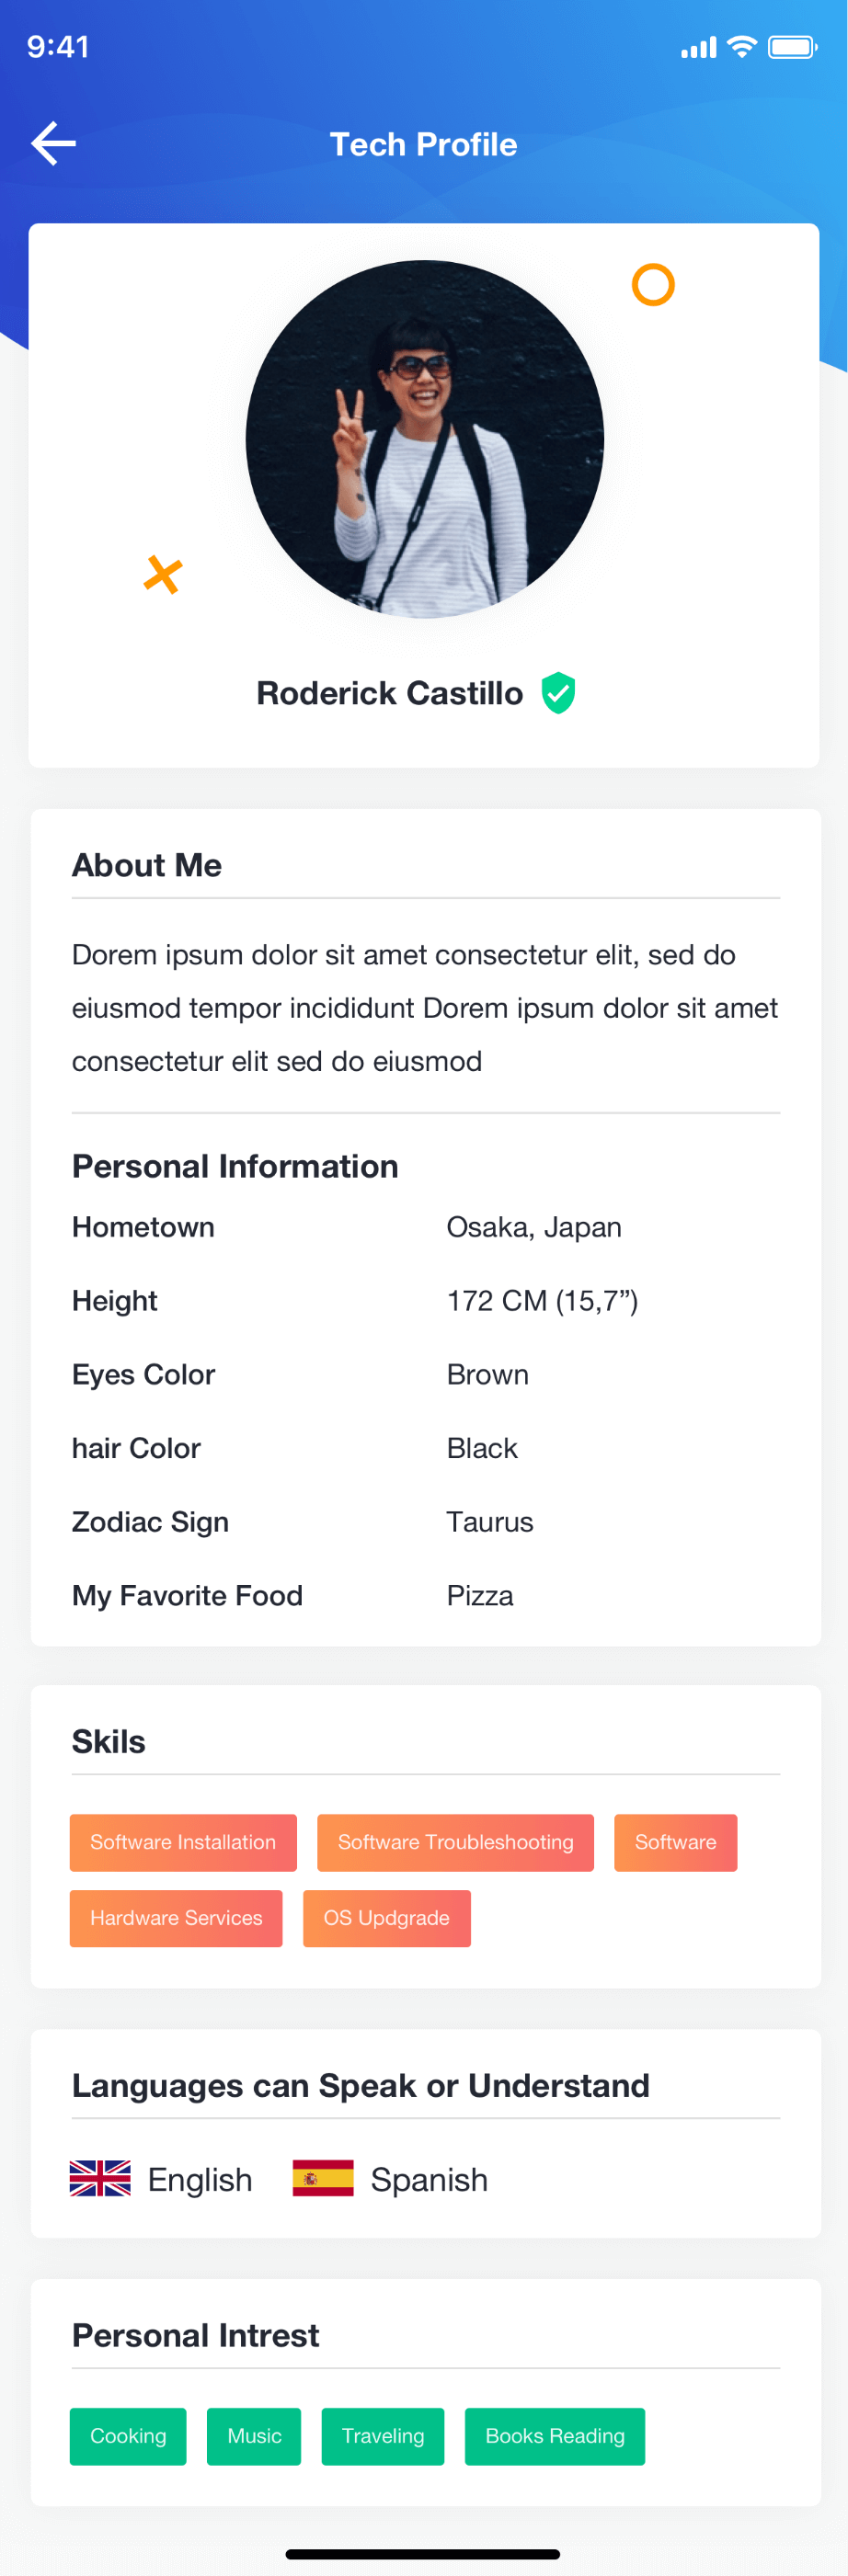 9:41
Tech Profile
Roderick Castillo
About Me
Dorem ipsum dolor sit amet consectetur elit, sed do
eiusmod tempor incididunt Dorem ipsum dolor sit amet
consectetur elit sed do eiusmod
Personal Information
Hometown Osaka, Japan
Height 172 CM (15,7”)
Eyes Color Brown
hair Color Black
Zodiac Sign Taurus
My Favorite Food Pizza
Skils
Software Installation Software Troubleshooting Software
Hardware Services OS Updgrade
Languages can Speak or Understand
English Spanish
Personal Intrest
Cooking Music Traveling Books Reading